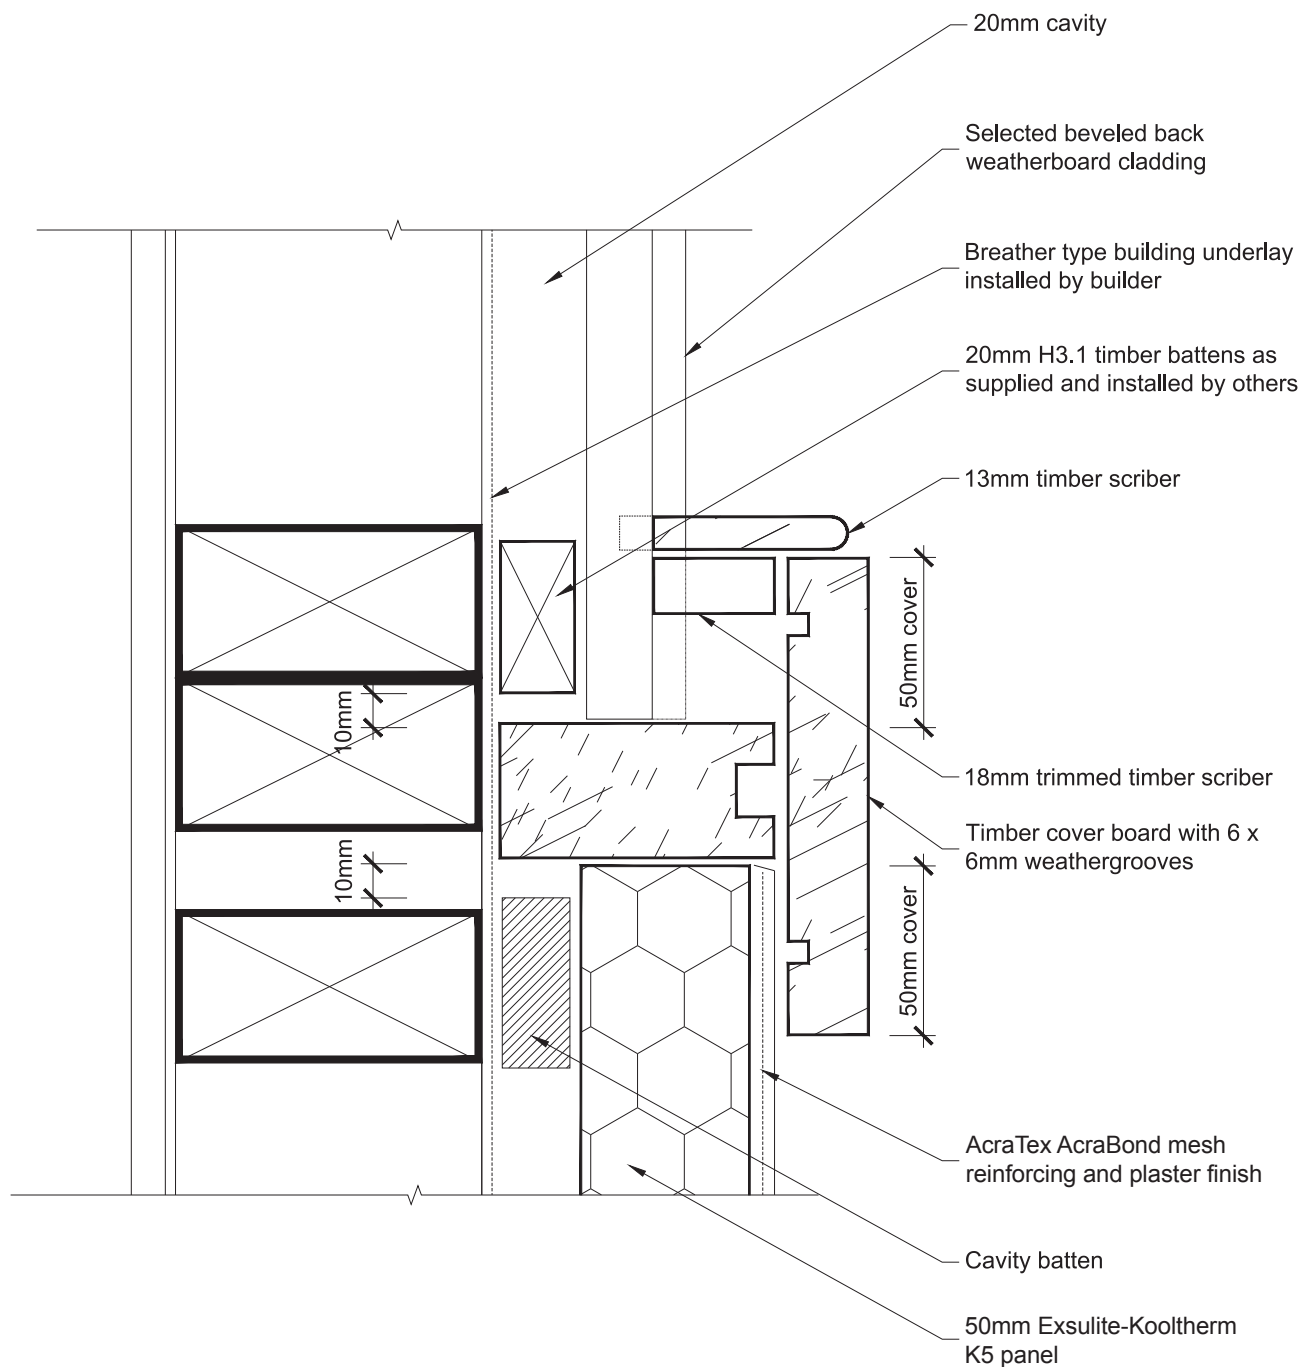 20mm cavity
Selected beveled back
weatherboard cladding
Breather type building underlay
installed by builder
20mm H3.1 timber battens as
supplied and installed by others
13mm timber scriber
50mm cover
10mm
18mm trimmed timber scriber
Timber cover board with 6 x
6mm weathergrooves
10mm
50mm cover
AcraTex AcraBond mesh
reinforcing and plaster finish
Cavity batten
50mm Exsulite-Kooltherm
K5 panel